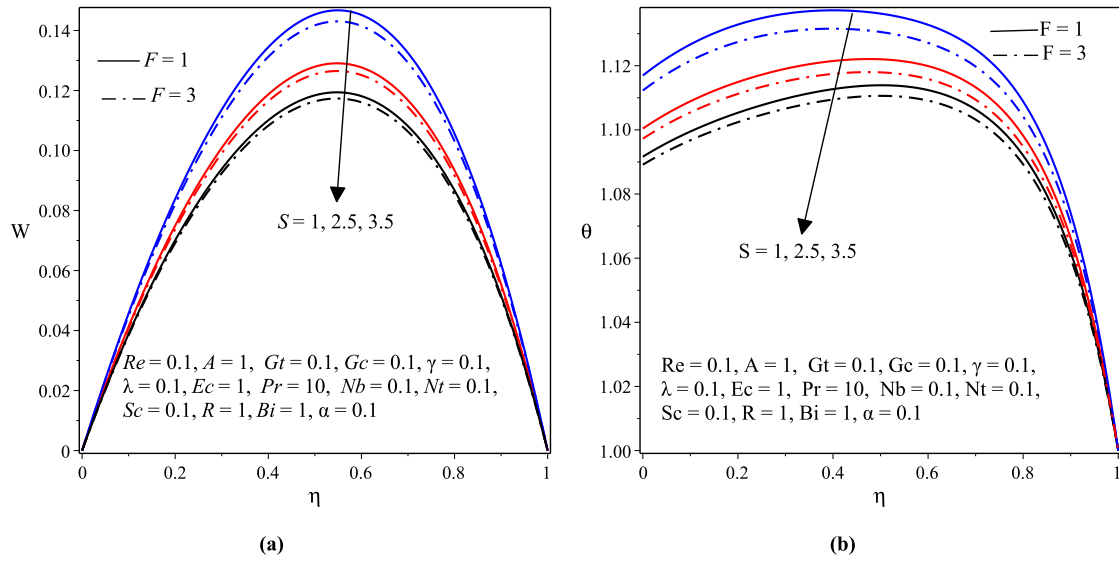 0.14
0.12
0.10
W
0.08
0.06
0.04
0.02
0
F = 1
F = 3
S = 1, 2.5, 3.5
Re = 0.1, A = 1, Gt = 0.1, Gc = 0.1, γ = 0.1,
λ = 0.1, Ec = 1, Pr = 10, Nb = 0.1, Nt = 0.1,
Sc = 0.1, R = 1, Bi = 1, α = 0.1
0 0.2 0.4 0.6 0.8 1
η
(a)
1.12
1.10
1.08
θ
1.06
1.04
1.02
1.00
F = 1
F = 3
S = 1, 2.5, 3.5
Re = 0.1, A = 1, Gt = 0.1, Gc = 0.1, γ = 0.1,
λ = 0.1, Ec = 1, Pr = 10, Nb = 0.1, Nt = 0.1,
Sc = 0.1, R = 1, Bi = 1, α = 0.1
0 0.2 0.4 0.6 0.8 1
η
(b)